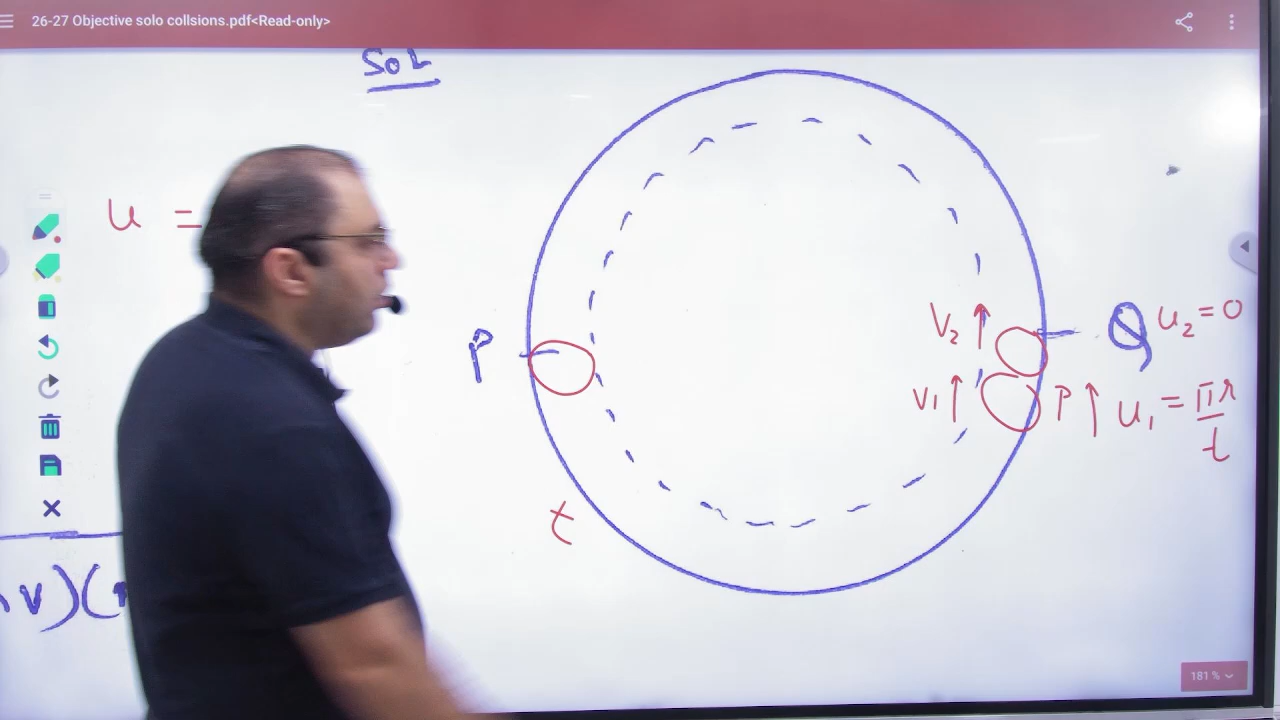 26-27 Objective solo collsions.pdf<Read-only>
Sol
u =
P
V₂
Q u₂ = 0
V₁
P u₁ = πr/t
t
v)(
181 %